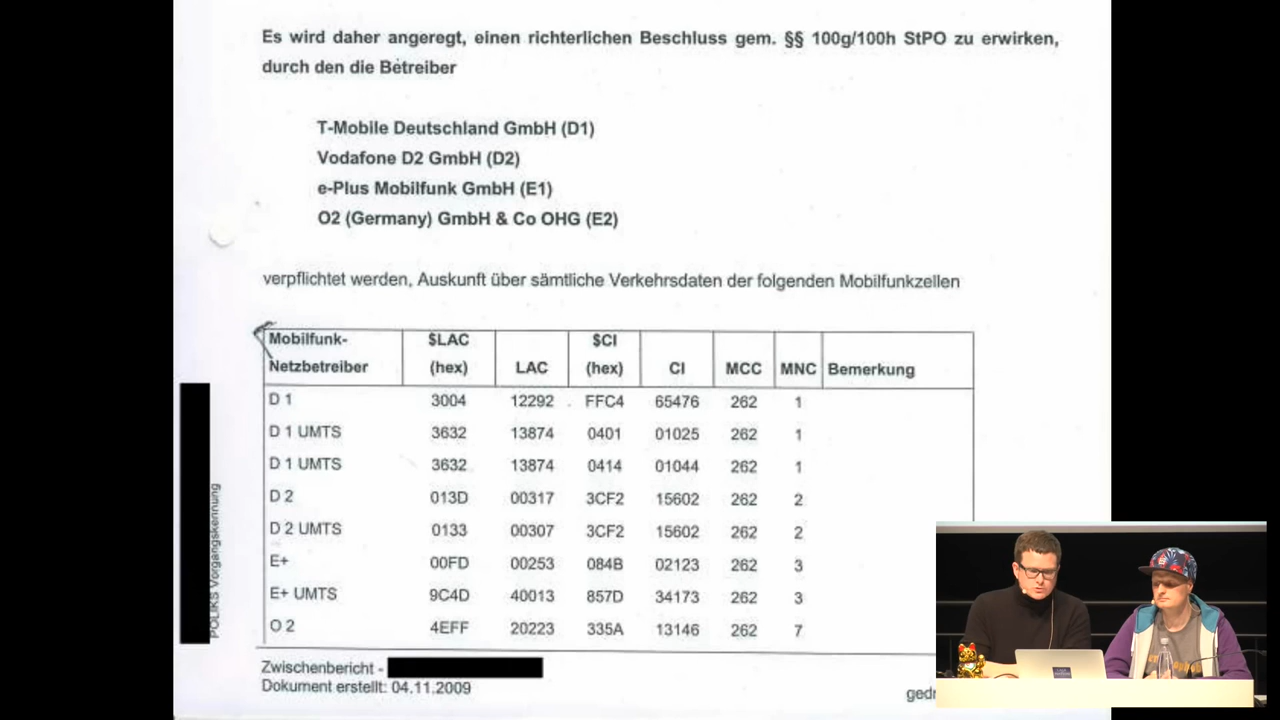 Es wird daher angeregt, einen richterlichen Beschluss gem. §§ 100g/100h StPO zu erwirken,
durch den die Betreiber
T-Mobile Deutschland GmbH (D1)
Vodafone D2 GmbH (D2)
e-Plus Mobilfunk GmbH (E1)
O2 (Germany) GmbH & Co OHG (E2)
verpflichtet werden, Auskunft über sämtliche Verkehrsdaten der folgenden Mobilfunkzellen
Mobilfunk- $LAC $CI
Netzbetreiber (hex) LAC (hex) CI MCC MNC Bemerkung
D 1 3004 12292 FFC4 65476 262 1
D 1 UMTS 3632 13874 0401 01025 262 1
D 1 UMTS 3632 13874 0414 01044 262 1
D 2 013D 00317 3CF2 15602 262 2
D 2 UMTS 0133 00307 3CF2 15602 262 2
E+ 00FD 00253 084B 02123 262 3
E+ UMTS 9C4D 40013 857D 34173 262 3
O 2 4EFF 20223 335A 13146 262 7
POLIKS Vorgangskennung
Zwischenbericht -
Dokument erstellt: 04.11.2009
gedr